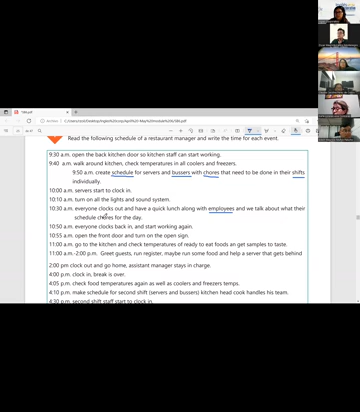 Read the following schedule of a restaurant manager and write the time for each event.
9:30 a.m. open the back kitchen door so kitchen staff can start working.
9:40 a.m. walk around kitchen, check temperatures in all coolers and freezers.
9:50 a.m. create schedule for servers and bussers with chores that need to be done in their shifts
individually.
10:00 a.m. servers start to clock in.
10:10 a.m. turn on all the lights and sound system.
10:30 a.m. everyone clocks out and have a quick lunch along with employees and we talk about what their
schedule chores for the day.
10:50 a.m. everyone clocks back in, and start working again.
10:55 a.m. open the front door and turn on the open sign.
11:00 a.m. go to the kitchen and check temperatures of ready to eat foods an get samples to taste.
11:00 a.m. -2:00 p.m. Greet guests, run register, maybe run some food and help a server that gets behind
2:00 pm clock out and go home, assistant manager stays in charge.
4:00 p.m. clock in, break is over.
4:05 p.m. check food temperatures again as well as coolers and freezers temps.
4:10 p.m. make schedule for second shift (servers and bussers) kitchen head cook handles his team.
4:30 p.m. second shift staff start to clock in.